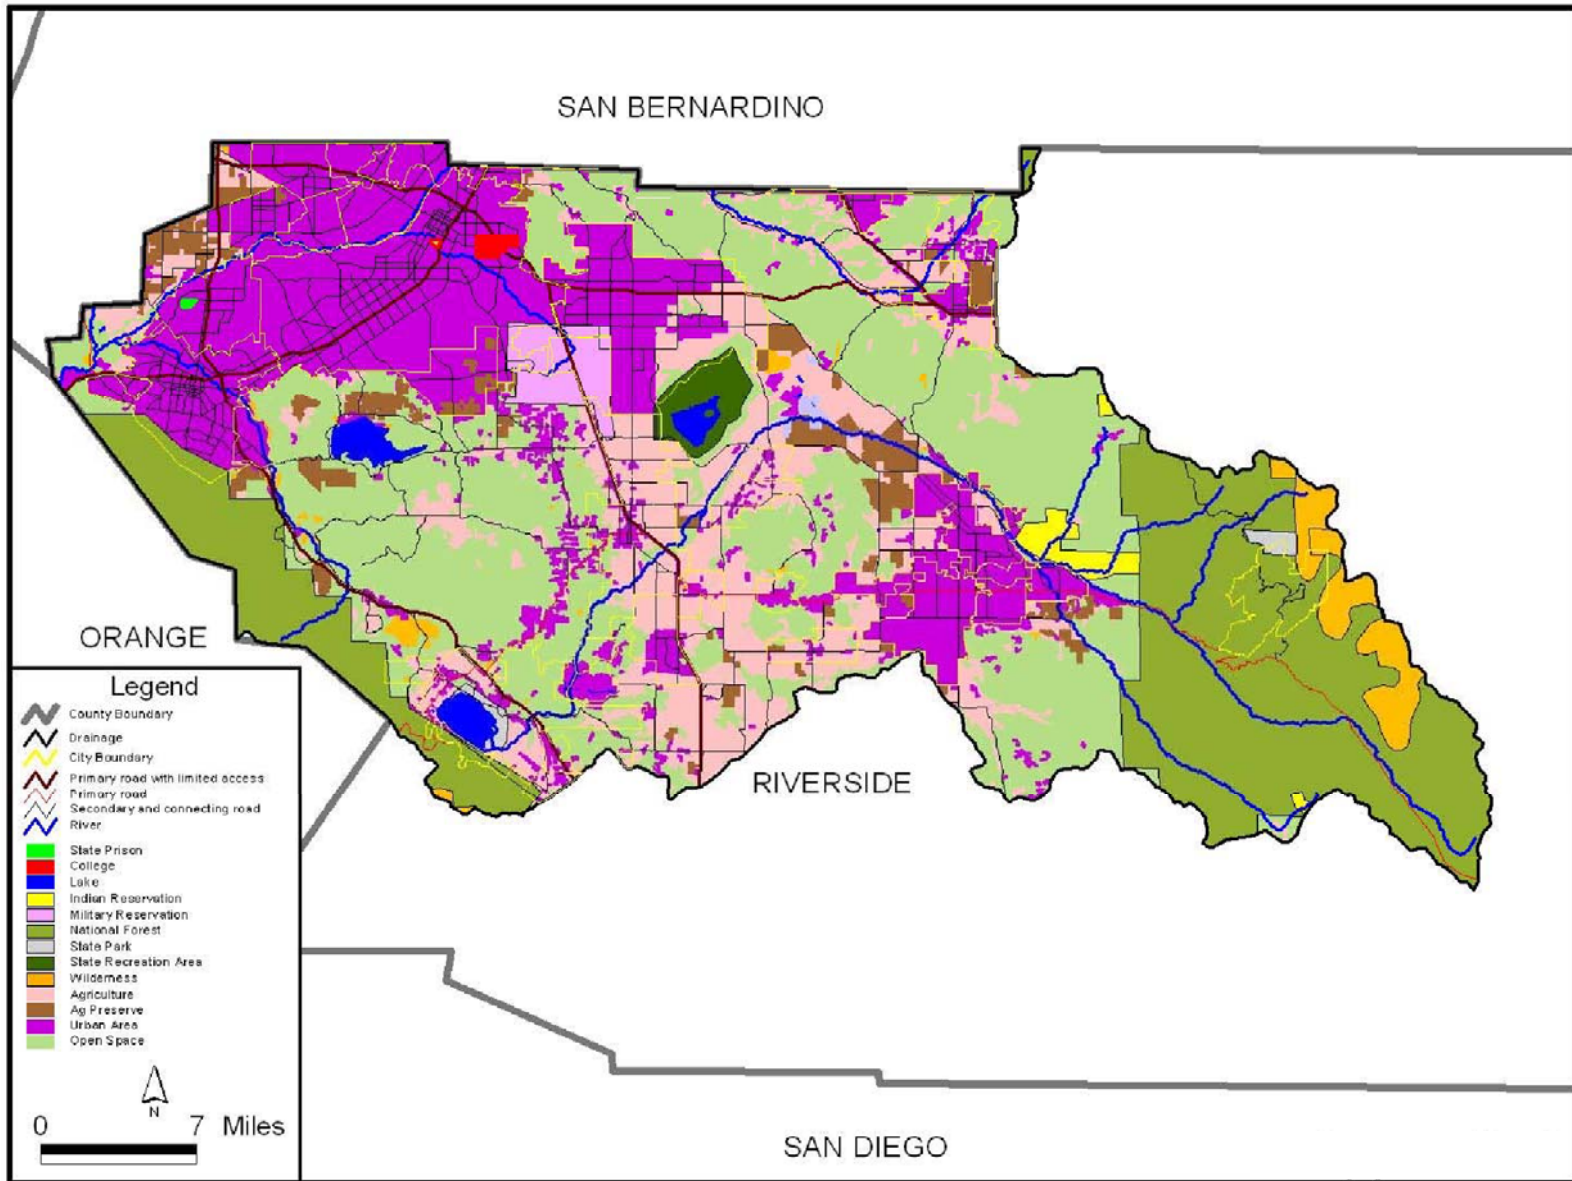 SAN BERNARDINO
ORANGE
RIVERSIDE
SAN DIEGO
Legend
County Boundary
Drainage
City Boundary
Primary road with limited access
Primary road
Secondary and connecting road
River
State Prison
College
Lake
Indian Reservation
Military Reservation
National Forest
State Park
State Recreation Area
Wilderness
Agriculture
Ag Preserve
Urban Area
Open Space
N
0 7 Miles